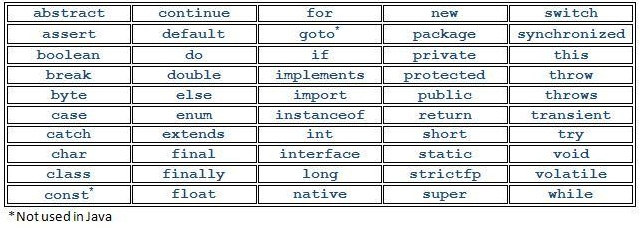 abstract continue for new switch
assert default goto* package synchronized
boolean do if private this
break double implements protected throw
byte else import public throws
case enum instanceof return transient
catch extends int short try
char final interface static void
class finally long strictfp volatile
const* float native super while
*Not used in Java